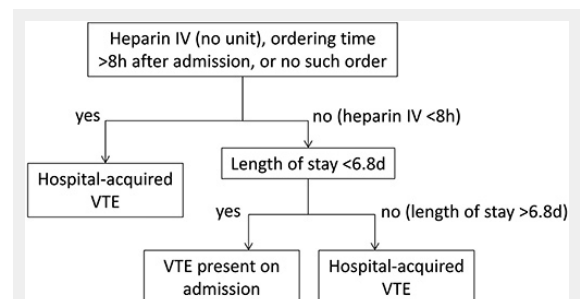 Heparin IV (no unit), ordering time
>8h after admission, or no such order
yes
no (heparin IV <8h)
Hospital-acquired
VTE
Length of stay <6.8d
yes
no (length of stay >6.8d)
VTE present on
admission
Hospital-acquired
VTE